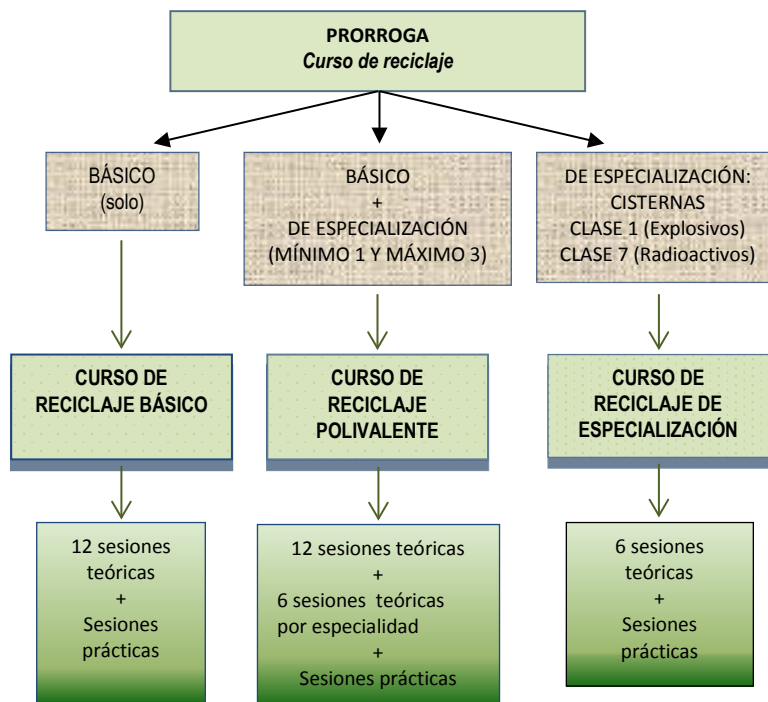 PRORROGA
Curso de reciclaje
BÁSICO
(solo)
BÁSICO
+
DE ESPECIALIZACIÓN
(MÍNIMO 1 Y MÁXIMO 3)
DE ESPECIALIZACIÓN:
CISTERNAS
CLASE 1 (Explosivos)
CLASE 7 (Radioactivos)
CURSO DE
RECICLAJE BÁSICO
CURSO DE
RECICLAJE
POLIVALENTE
CURSO DE
RECICLAJE DE
ESPECIALIZACIÓN
12 sesiones
teóricas
+
Sesiones
prácticas
12 sesiones teóricas
+
6 sesiones teóricas
por especialidad
+
Sesiones prácticas
6 sesiones
teóricas
+
Sesiones
prácticas